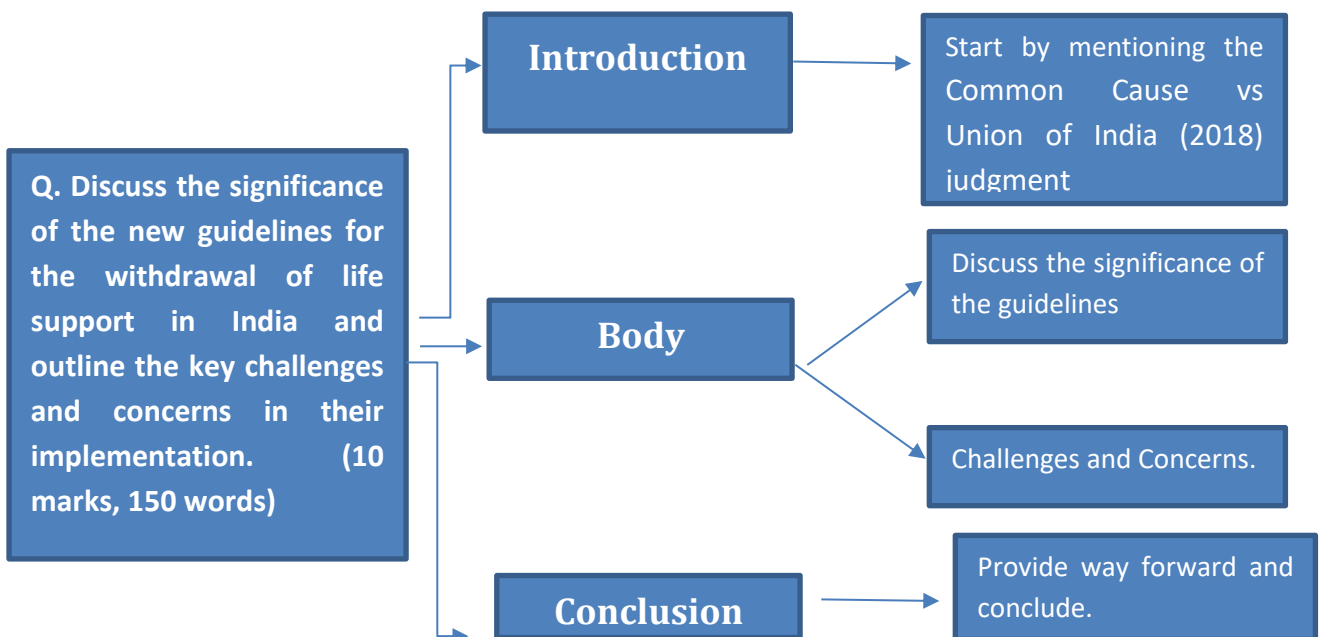 Introduction
Start by mentioning the
Common Cause vs
Union of India (2018)
judgment
Q. Discuss the significance
of the new guidelines for
the withdrawal of life
support in India and
outline the key challenges
and concerns in their
implementation. (10
marks, 150 words)
Body
Discuss the significance of
the guidelines
Challenges and Concerns.
Conclusion
Provide way forward and
conclude.